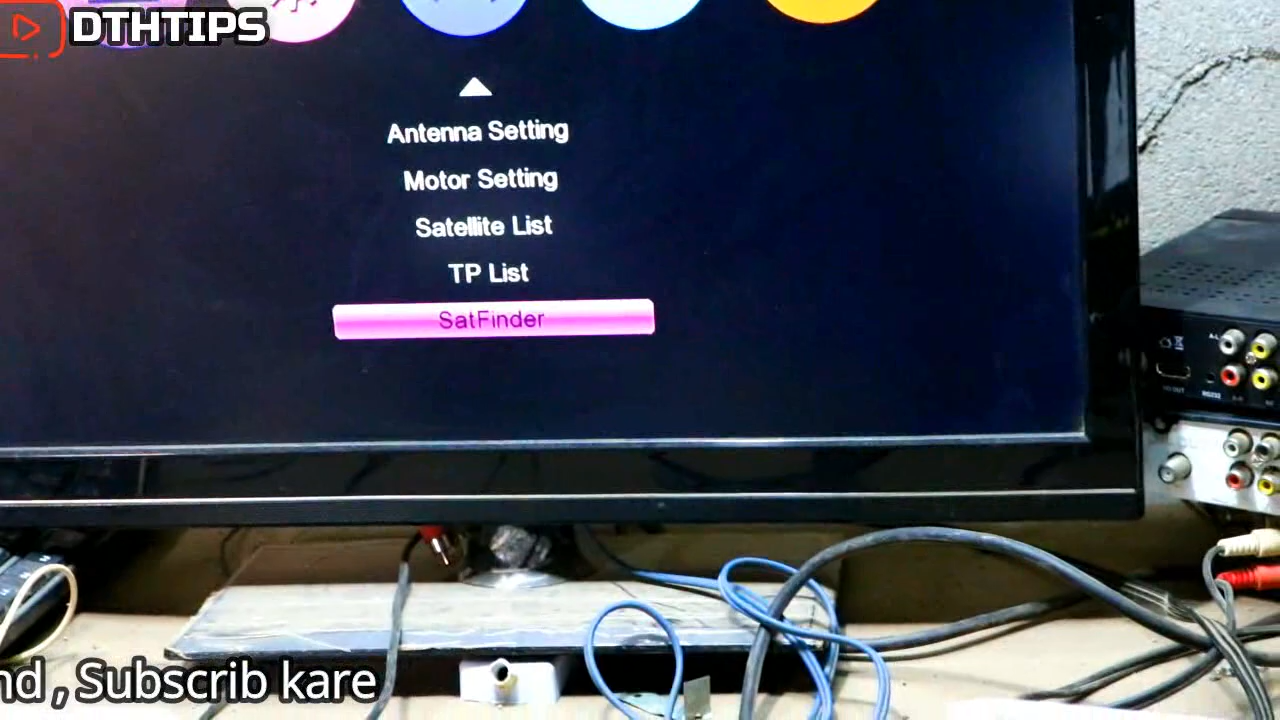 DTHTIPS
Antenna Setting
Motor Setting
Satellite List
TP List
SatFinder
nd , Subscrib kare